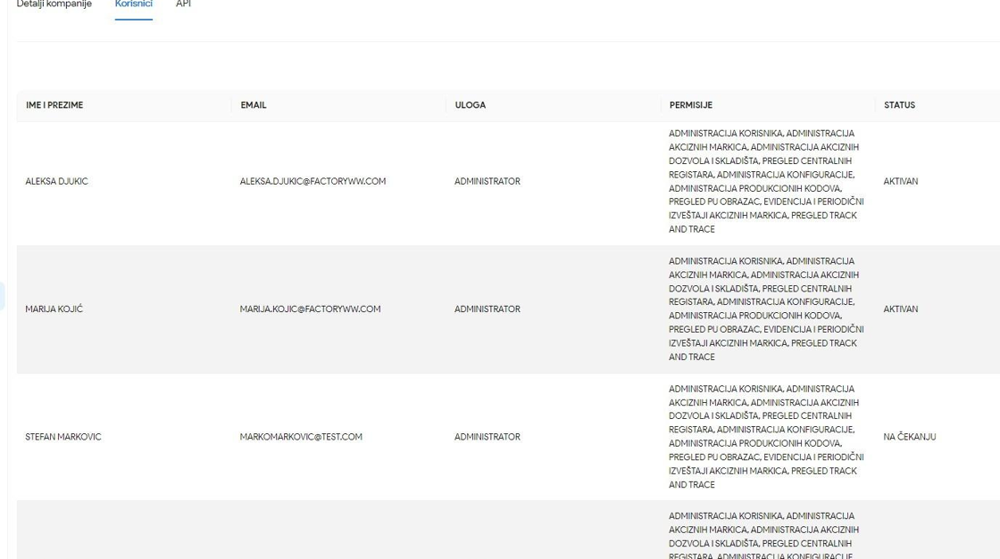 Detalji kompanije Korisnici API
IME I PREZIME EMAIL ULOGA PERMISIJE STATUS
ADMINISTRACIJA KORISNIKA, ADMINISTRACIJA
AKCIZNIH MARKICA, ADMINISTRACIJA AKCIZNIH
DOZVOLA I SKLADIŠTA, PREGLED CENTRALNIH
REGISTARA, ADMINISTRACIJA KONFIGURACIJE,
ALEKSA DJUKIC ALEKSA.DJUKIC@FACTORYWW.COM ADMINISTRATOR AKTIVAN
ADMINISTRACIJA PRODUKCIONIH KODOVA,
PREGLED PU OBRAZAC, EVIDENCIJA I PERIODIČNI
IZVEŠTAJI AKCIZNIH MARKICA, PREGLED TRACK
AND TRACE
ADMINISTRACIJA KORISNIKA, ADMINISTRACIJA
AKCIZNIH MARKICA, ADMINISTRACIJA AKCIZNIH
DOZVOLA I SKLADIŠTA, PREGLED CENTRALNIH
REGISTARA, ADMINISTRACIJA KONFIGURACIJE,
MARIJA KOJIĆ MARIJA.KOJIC@FACTORYWW.COM ADMINISTRATOR AKTIVAN
ADMINISTRACIJA PRODUKCIONIH KODOVA,
PREGLED PU OBRAZAC, EVIDENCIJA I PERIODIČNI
IZVEŠTAJI AKCIZNIH MARKICA, PREGLED TRACK
AND TRACE
ADMINISTRACIJA KORISNIKA, ADMINISTRACIJA
AKCIZNIH MARKICA, ADMINISTRACIJA AKCIZNIH
DOZVOLA I SKLADIŠTA, PREGLED CENTRALNIH
REGISTARA, ADMINISTRACIJA KONFIGURACIJE,
STEFAN MARKOVIC MARKOMARKOVIC@TEST.COM ADMINISTRATOR NA ČEKANJU
ADMINISTRACIJA PRODUKCIONIH KODOVA,
PREGLED PU OBRAZAC, EVIDENCIJA I PERIODIČNI
IZVEŠTAJI AKCIZNIH MARKICA, PREGLED TRACK
AND TRACE
ADMINISTRACIJA KORISNIKA, ADMINISTRACIJA
AKCIZNIH MARKICA, ADMINISTRACIJA AKCIZNIH
DOZVOLA I SKLADIŠTA, PREGLED CENTRALNIH
REGISTARA, ADMINISTRACIJA KONFIGURACIJE